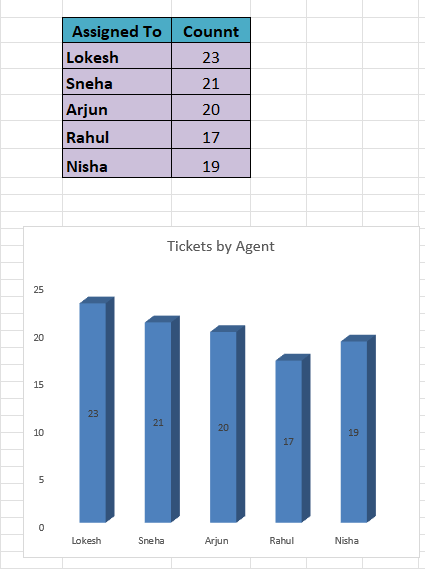 Assigned To Counnt
Lokesh 23
Sneha 21
Arjun 20
Rahul 17
Nisha 19
Tickets by Agent
25
20
15
10
5
0
23
21
20
17
19
Lokesh Sneha Arjun Rahul Nisha